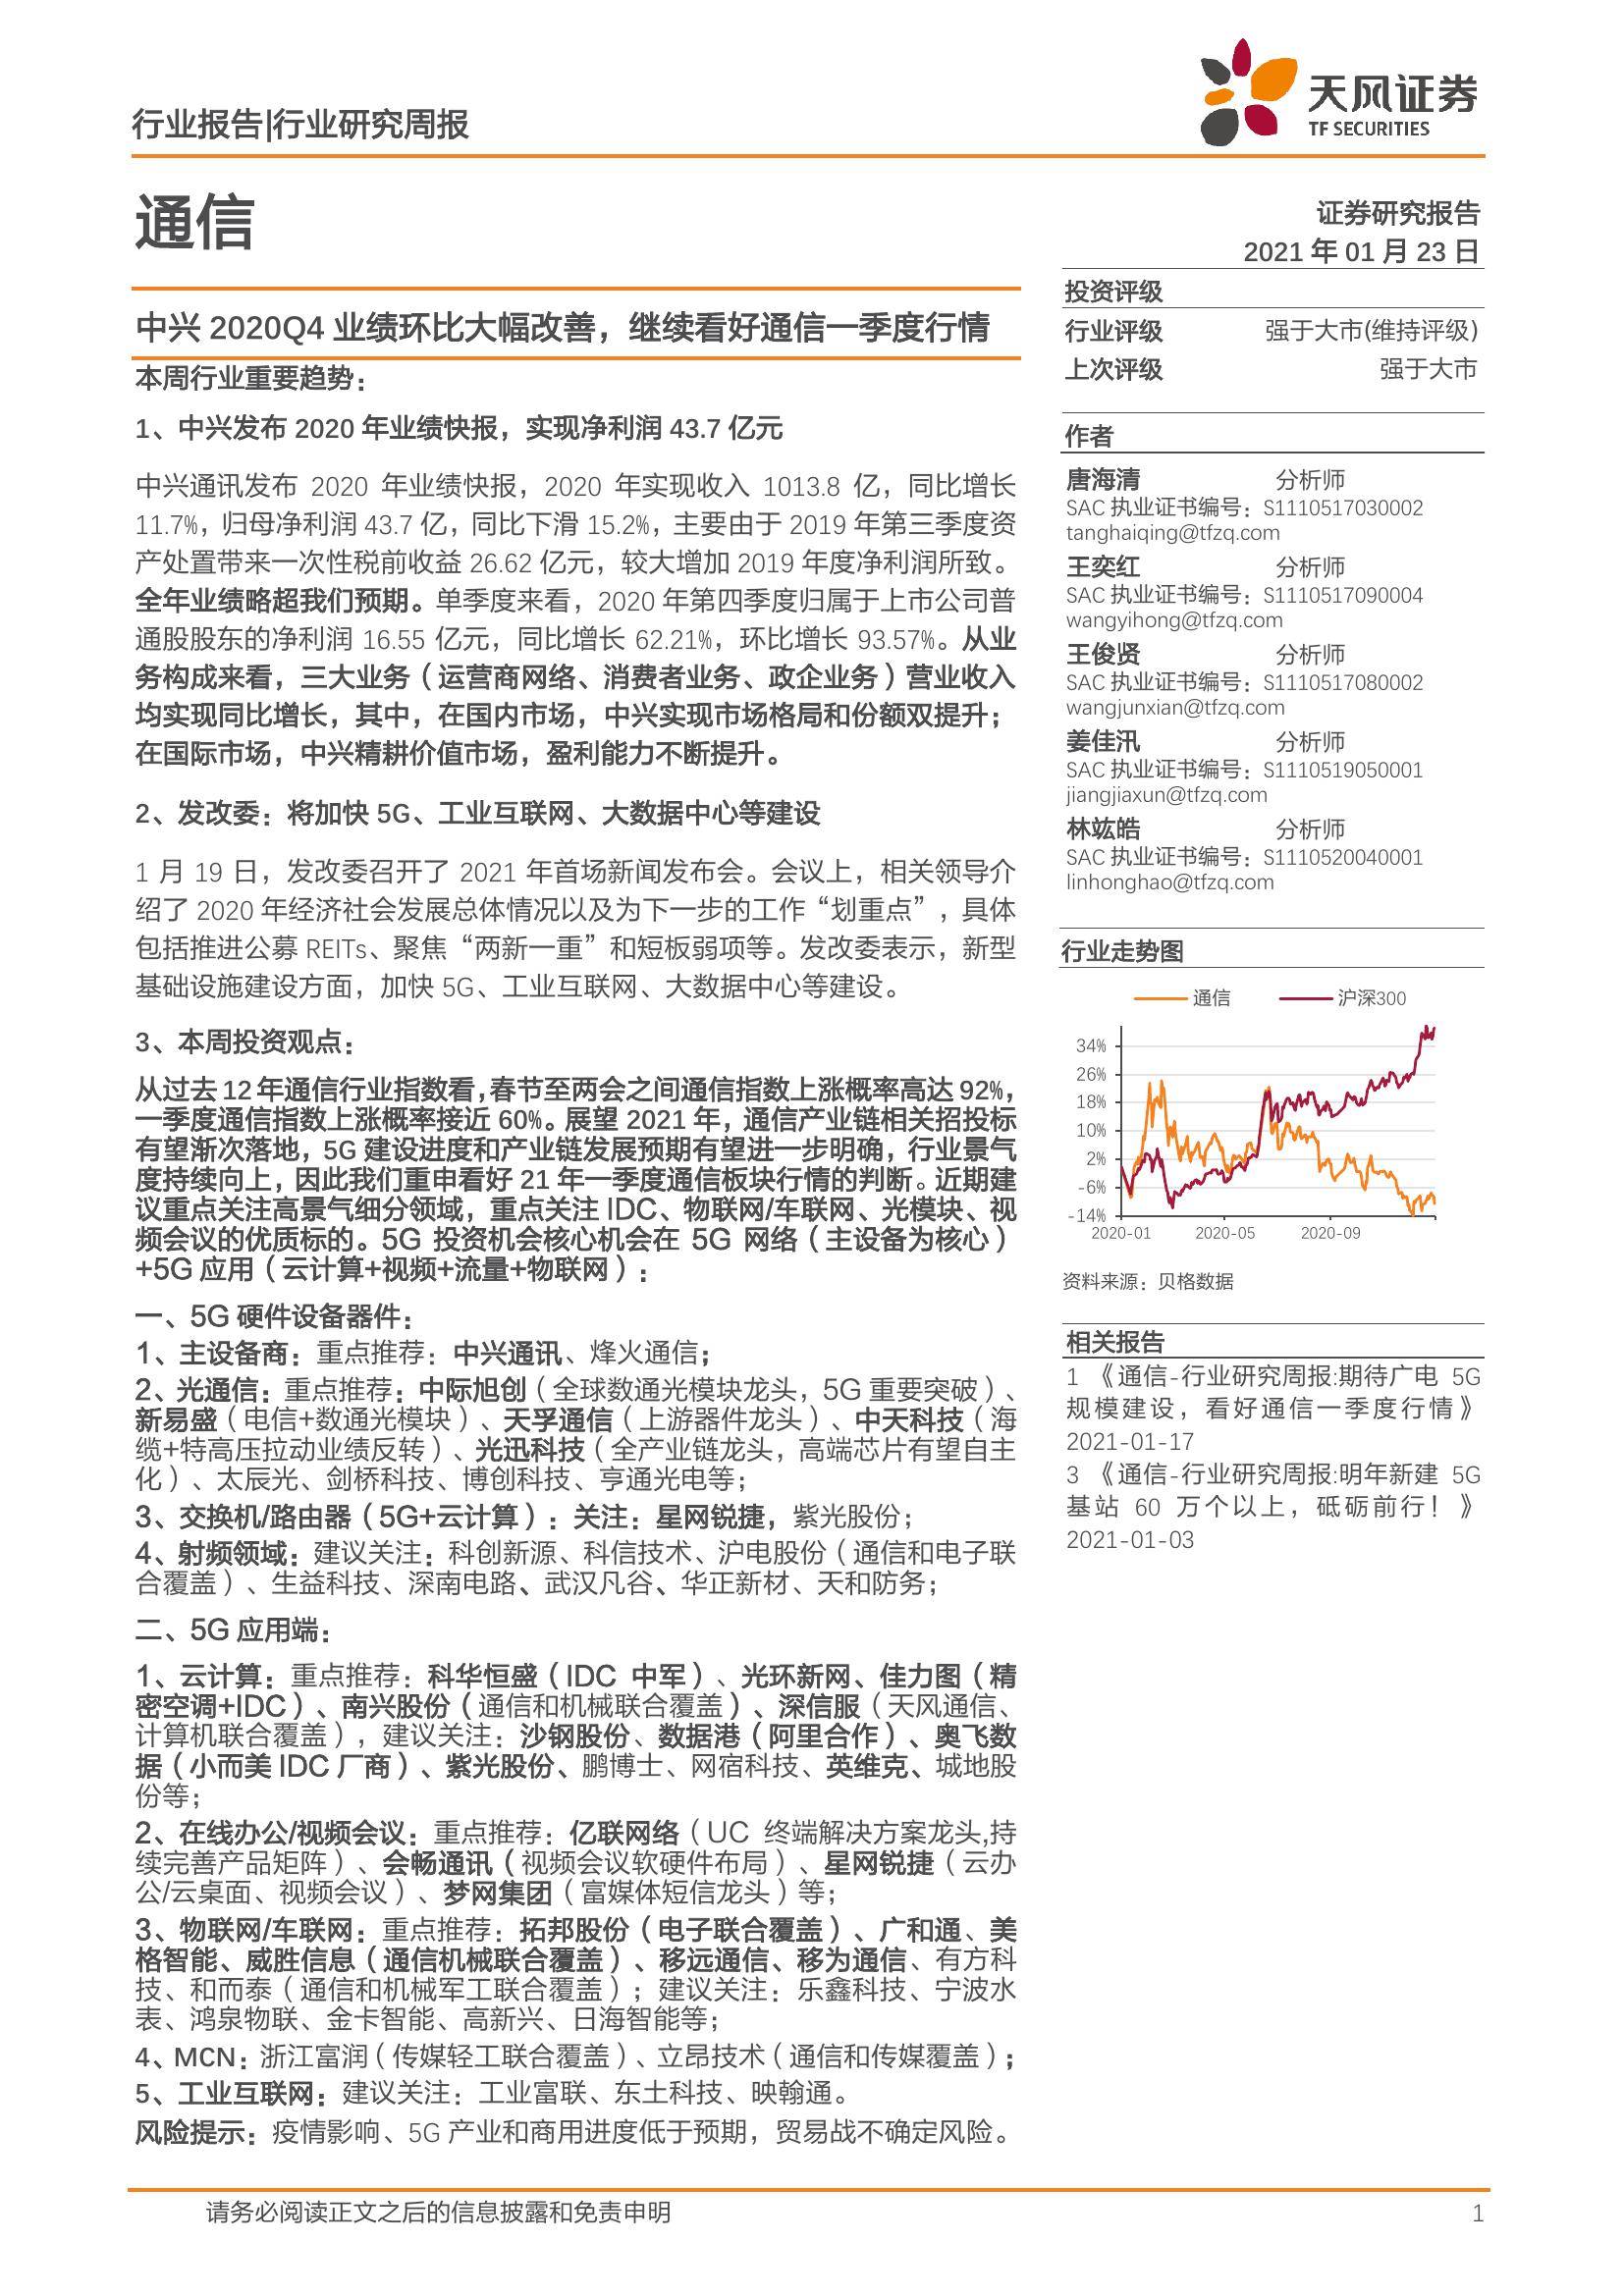 行业报告|行业研究周报
天风证券
TF SECURITIES
通信
证券研究报告
2021 年 01 月 23 日
中兴 2020Q4 业绩环比大幅改善，继续看好通信一季度行情
本周行业重要趋势：
1、中兴发布 2020 年业绩快报，实现净利润 43.7 亿元
中兴通讯发布 2020 年业绩快报，2020 年实现收入 1013.8 亿，同比增长
11.7%，归母净利润 43.7 亿，同比下滑 15.2%，主要由于 2019 年第三季度资
产处置带来一次性税前收益 26.62 亿元，较大增加 2019 年度净利润所致。
全年业绩略超我们预期。单季度来看，2020 年第四季度归属于上市公司普
通股股东的净利润 16.55 亿元，同比增长 62.21%，环比增长 93.57%。从业
务构成来看，三大业务（运营商网络、消费者业务、政企业务）营业收入
均实现同比增长，其中，在国内市场，中兴实现市场格局和份额双提升；
在国际市场，中兴精耕价值市场，盈利能力不断提升。
2、发改委：将加快 5G、工业互联网、大数据中心等建设
1 月 19 日，发改委召开了 2021 年首场新闻发布会。会议上，相关领导介
绍了 2020 年经济社会发展总体情况以及为下一步的工作“划重点”，具体
包括推进公募 REITs、聚焦“两新一重”和短板弱项等。发改委表示，新型
基础设施建设方面，加快 5G、工业互联网、大数据中心等建设。
3、本周投资观点：
从过去 12 年通信行业指数看，春节至两会之间通信指数上涨概率高达 92%，
一季度通信指数上涨概率接近 60%。展望 2021 年，通信产业链相关招投标
有望渐次落地，5G 建设进度和产业链发展预期有望进一步明确，行业景气
度持续向上，因此我们重申看好 21 年一季度通信板块行情的判断。近期建
议重点关注高景气细分领域，重点关注 IDC、物联网/车联网、光模块、视
频会议的优质标的。5G 投资机会核心机会在 5G 网络（主设备为核心）
+5G 应用（云计算+视频+流量+物联网）：
一、5G 硬件设备器件：
1、主设备商：重点推荐：中兴通讯、烽火通信；
2、光通信：重点推荐：中际旭创（全球数通光模块龙头，5G 重要突破）、
新易盛（电信+数通光模块）、天孚通信（上游器件龙头）、中天科技（海
缆+特高压拉动业绩反转）、光迅科技（全产业链龙头，高端芯片有望自主
化）、太辰光、剑桥科技、博创科技、亨通光电等；
3、交换机/路由器（5G+云计算）：关注：星网锐捷，紫光股份；
4、射频领域：建议关注：科创新源、科信技术、沪电股份（通信和电子联
合覆盖）、生益科技、深南电路、武汉凡谷、华正新材、天和防务；
二、5G 应用端：
1、云计算：重点推荐：科华恒盛（IDC 中军）、光环新网、佳力图（精
密空调+IDC）、南兴股份（通信和机械联合覆盖）、深信服（天风通信、
计算机联合覆盖），建议关注：沙钢股份、数据港（阿里合作）、奥飞数
据（小而美 IDC 厂商）、紫光股份、鹏博士、网宿科技、英维克、城地股
份等；
2、在线办公/视频会议：重点推荐：亿联网络（UC 终端解决方案龙头,持
续完善产品矩阵）、会畅通讯（视频会议软硬件布局）、星网锐捷（云办
公/云桌面、视频会议）、梦网集团（富媒体短信龙头）等；
3、物联网/车联网：重点推荐：拓邦股份（电子联合覆盖）、广和通、美
格智能、威胜信息（通信机械联合覆盖）、移远通信、移为通信、有方科
技、和而泰（通信和机械军工联合覆盖）；建议关注：乐鑫科技、宁波水
表、鸿泉物联、金卡智能、高新兴、日海智能等；
4、MCN：浙江富润（传媒轻工联合覆盖）、立昂技术（通信和传媒覆盖）；
5、工业互联网：建议关注：工业富联、东土科技、映翰通。
风险提示：疫情影响、5G 产业和商用进度低于预期，贸易战不确定风险。
投资评级
行业评级 强于大市(维持评级)
上次评级 强于大市
作者
唐海清 分析师
SAC 执业证书编号：S1110517030002
tanghaiqing@tfzq.com
王奕红 分析师
SAC 执业证书编号：S1110517090004
wangyihong@tfzq.com
王俊贤 分析师
SAC 执业证书编号：S1110517080002
wangjunxian@tfzq.com
姜佳汛 分析师
SAC 执业证书编号：S1110519050001
jiangjiaxun@tfzq.com
林竑皓 分析师
SAC 执业证书编号：S1110520040001
linhonghao@tfzq.com
行业走势图
通信 沪深300
34%
26%
18%
10%
2%
-6%
-14%
2020-01 2020-05 2020-09
资料来源：贝格数据
相关报告
1 《通信-行业研究周报:期待广电 5G
规模建设，看好通信一季度行情》
2021-01-17
3 《通信-行业研究周报:明年新建 5G
基站 60 万个以上，砥砺前行！》
2021-01-03
请务必阅读正文之后的信息披露和免责申明 1